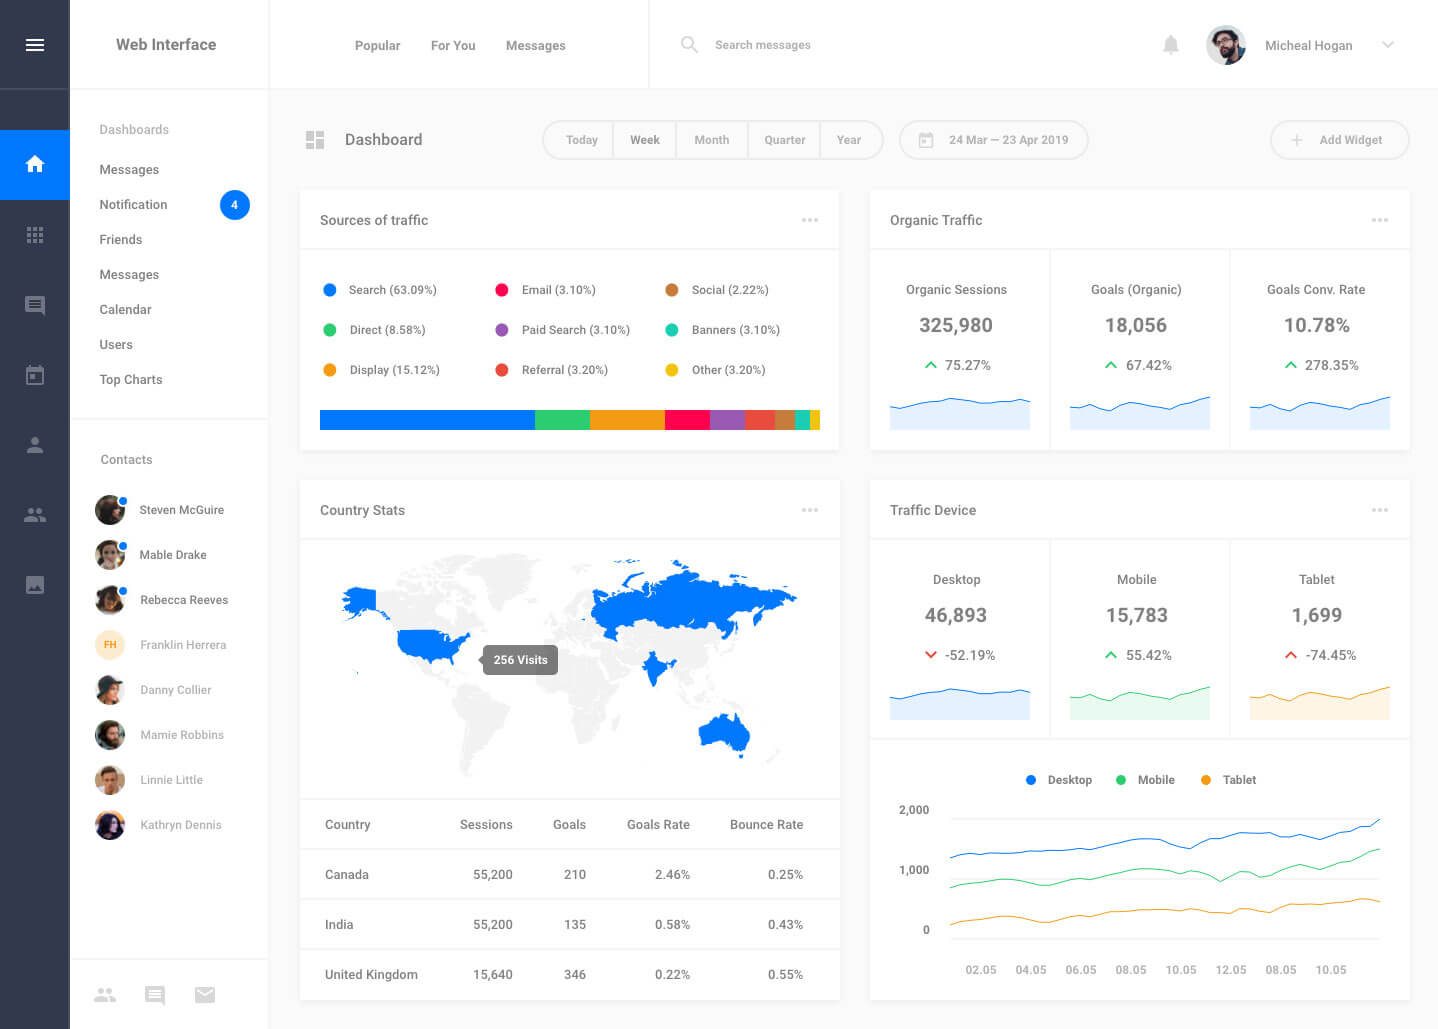 Web Interface
Popular For You Messages
Search messages
Micheal Hogan
Dashboards
Messages
Notification 4
Friends
Messages
Calendar
Users
Top Charts
Contacts
Steven McGuire
Mable Drake
Rebecca Reeves
FH Franklin Herrera
Danny Collier
Mamie Robbins
Linnie Little
Kathryn Dennis
Dashboard
Today Week Month Quarter Year
24 Mar — 23 Apr 2019
Add Widget
Sources of traffic
Search (63.09%) Email (3.10%) Social (2.22%)
Direct (8.58%) Paid Search (3.10%) Banners (3.10%)
Display (15.12%) Referral (3.20%) Other (3.20%)
Organic Traffic
Organic Sessions Goals (Organic) Goals Conv. Rate
325,980 18,056 10.78%
75.27% 67.42% 278.35%
Country Stats
256 Visits
Country Sessions Goals Goals Rate Bounce Rate
Canada 55,200 210 2.46% 0.25%
India 55,200 135 0.58% 0.43%
United Kingdom 15,640 346 0.22% 0.55%
Traffic Device
Desktop Mobile Tablet
46,893 15,783 1,699
-52.19% 55.42% -74.45%
Desktop Mobile Tablet
2,000
1,000
0
02.05 04.05 06.05 08.05 10.05 12.05 08.05 10.05